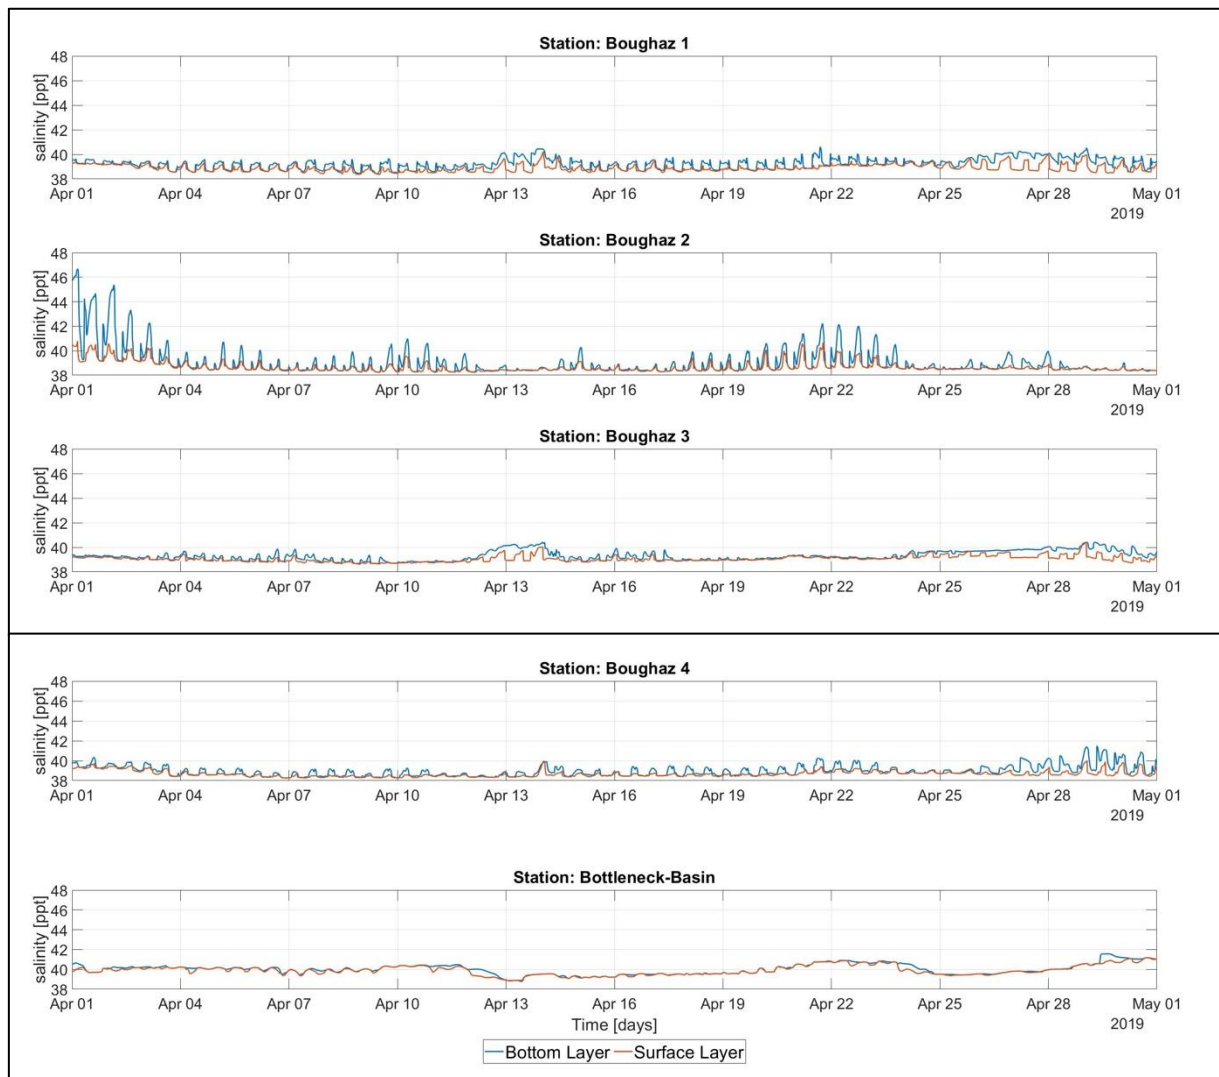 Station: Boughaz 1
48
46
44
42
40
38
salinity [ppt]
Apr 01 Apr 04 Apr 07 Apr 10 Apr 13 Apr 16 Apr 19 Apr 22 Apr 25 Apr 28 May 01
2019
Station: Boughaz 2
48
46
44
42
40
38
salinity [ppt]
Apr 01 Apr 04 Apr 07 Apr 10 Apr 13 Apr 16 Apr 19 Apr 22 Apr 25 Apr 28 May 01
2019
Station: Boughaz 3
48
46
44
42
40
38
salinity [ppt]
Apr 01 Apr 04 Apr 07 Apr 10 Apr 13 Apr 16 Apr 19 Apr 22 Apr 25 Apr 28 May 01
2019
Station: Boughaz 4
48
46
44
42
40
38
salinity [ppt]
Apr 01 Apr 04 Apr 07 Apr 10 Apr 13 Apr 16 Apr 19 Apr 22 Apr 25 Apr 28 May 01
2019
Station: Bottleneck-Basin
48
46
44
42
40
38
salinity [ppt]
Apr 01 Apr 04 Apr 07 Apr 10 Apr 13 Apr 16 Apr 19 Apr 22 Apr 25 Apr 28 May 01
Time [days]
2019
Bottom Layer Surface Layer